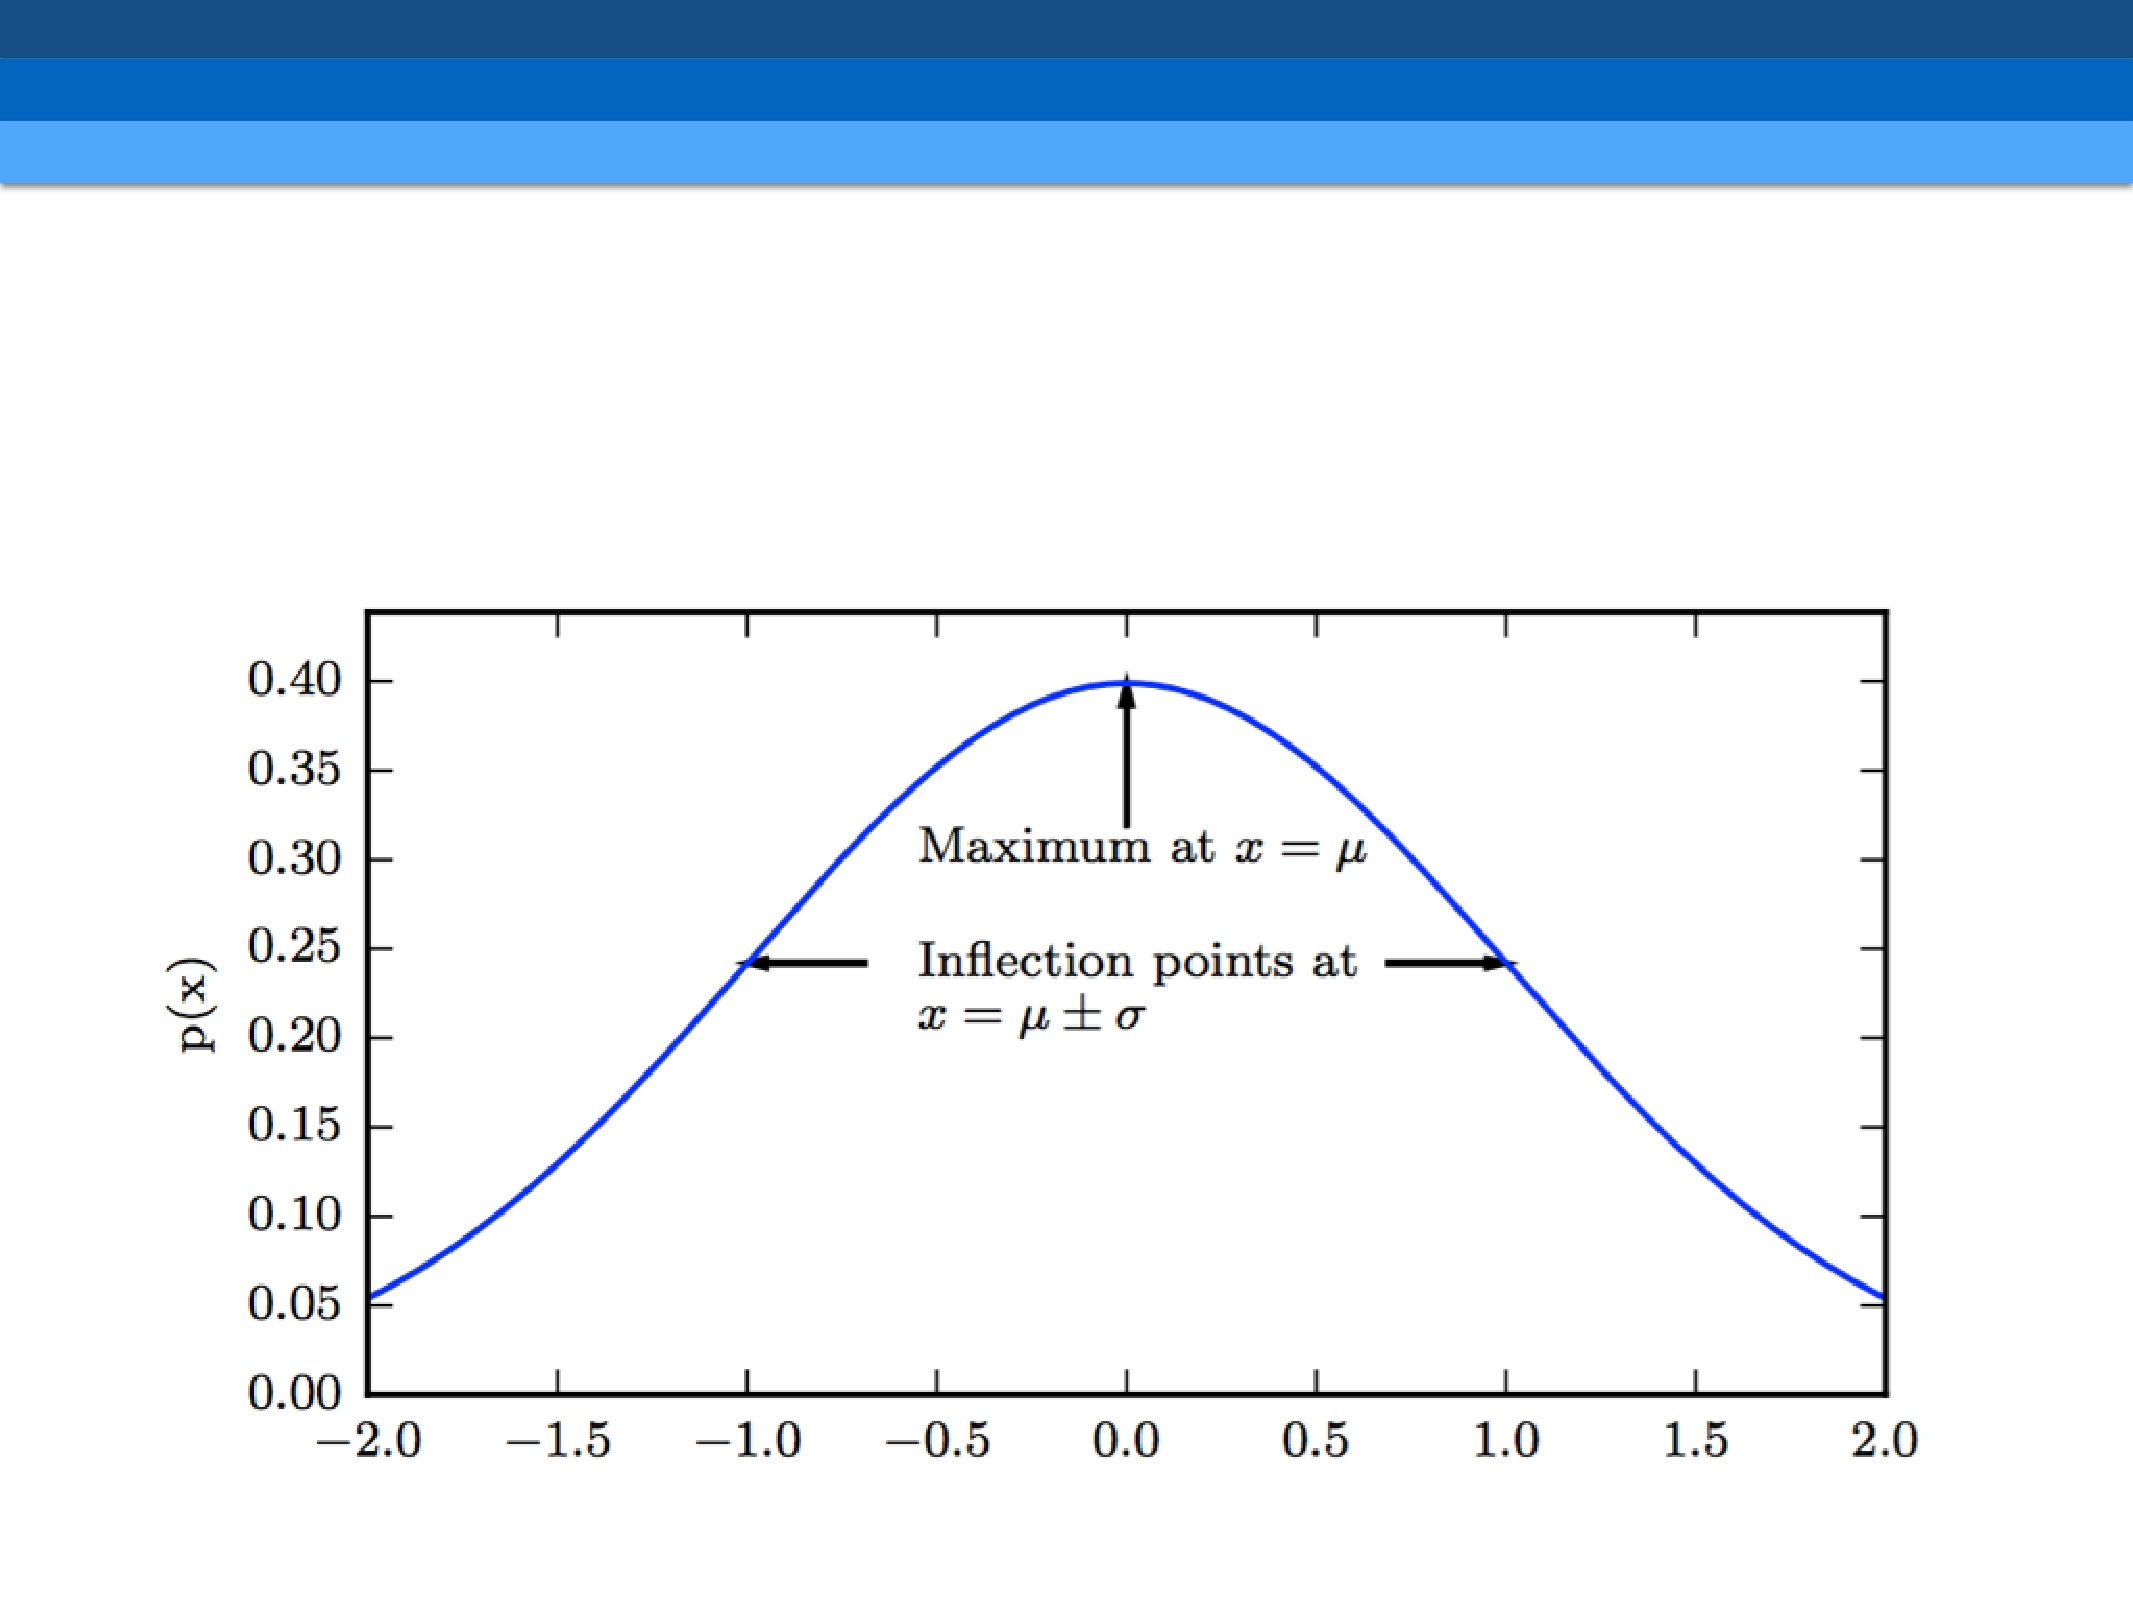 0.40
0.35
Maximum at x = μ
0.30
0.25
Inflection points at
x = μ ± σ
p(x)
0.20
0.15
0.10
0.05
0.00
−2.0 −1.5 −1.0 −0.5 0.0 0.5 1.0 1.5 2.0